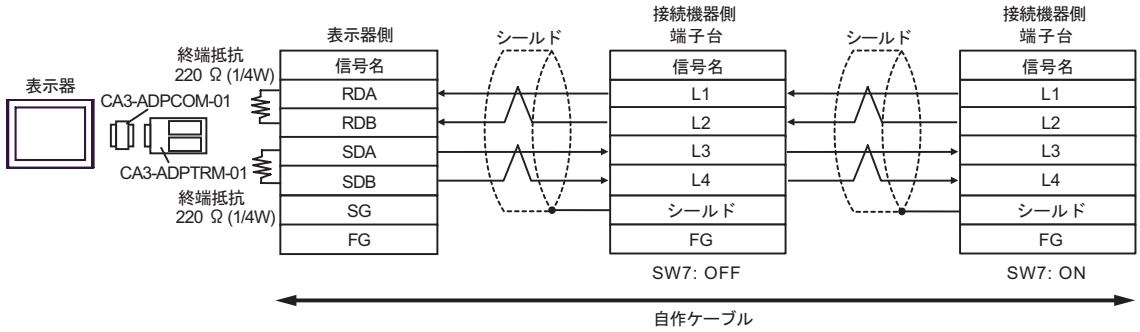 表示器
CA3-ADPCOM-01
CA3-ADPTRM-01
終端抵抗
220 Ω (1/4W)
終端抵抗
220 Ω (1/4W)
表示器側
信号名
RDA
RDB
SDA
SDB
SG
FG
シールド
接続機器側
端子台
信号名
L1
L2
L3
L4
シールド
FG
SW7: OFF
シールド
接続機器側
端子台
信号名
L1
L2
L3
L4
シールド
FG
SW7: ON
自作ケーブル